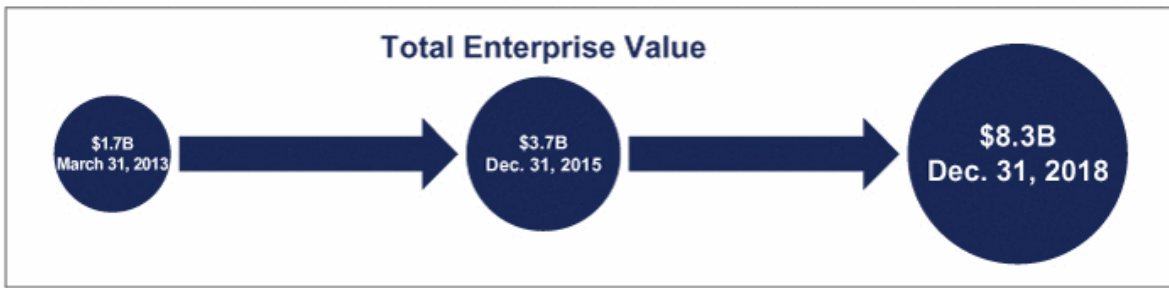 Total Enterprise Value
$1.7B
March 31, 2013
$3.7B
Dec. 31, 2015
$8.3B
Dec. 31, 2018